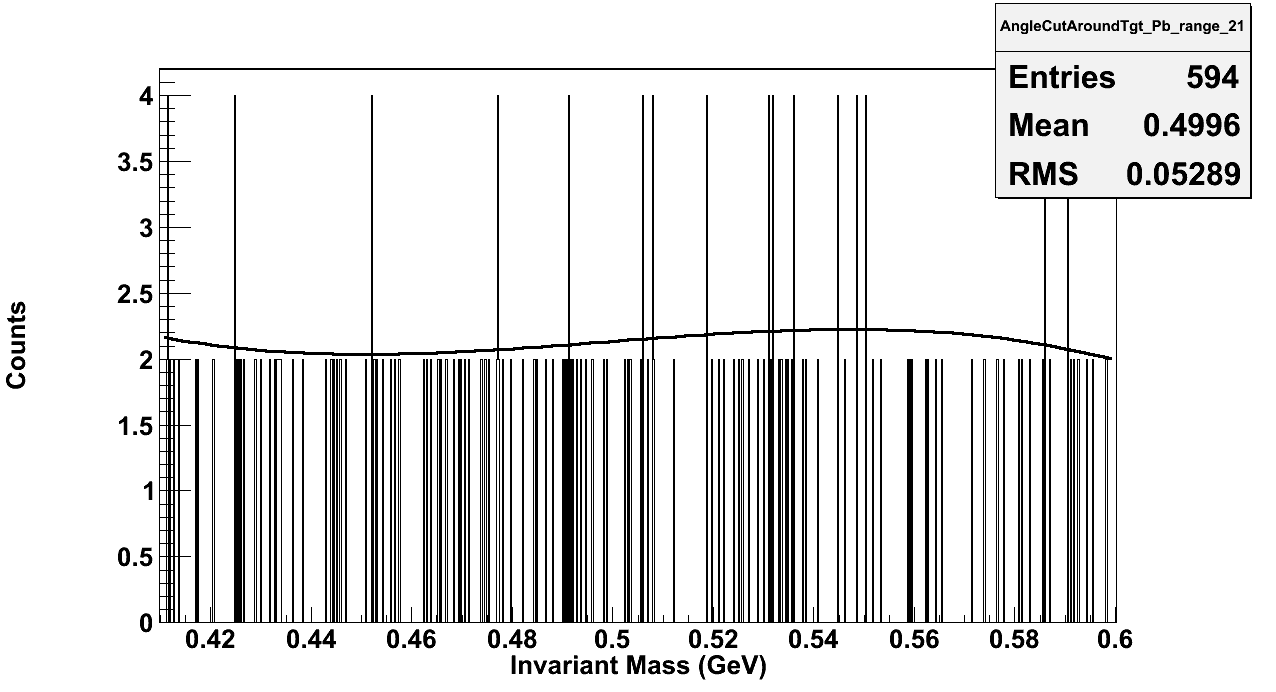 AngleCutAroundTgt_Pb_range_21
Entries 594
Mean 0.4996
RMS 0.05289
4
3.5
3
2.5
2
1.5
1
0.5
0
Counts
0.42 0.44 0.46 0.48 0.5 0.52 0.54 0.56 0.58 0.6
Invariant Mass (GeV)